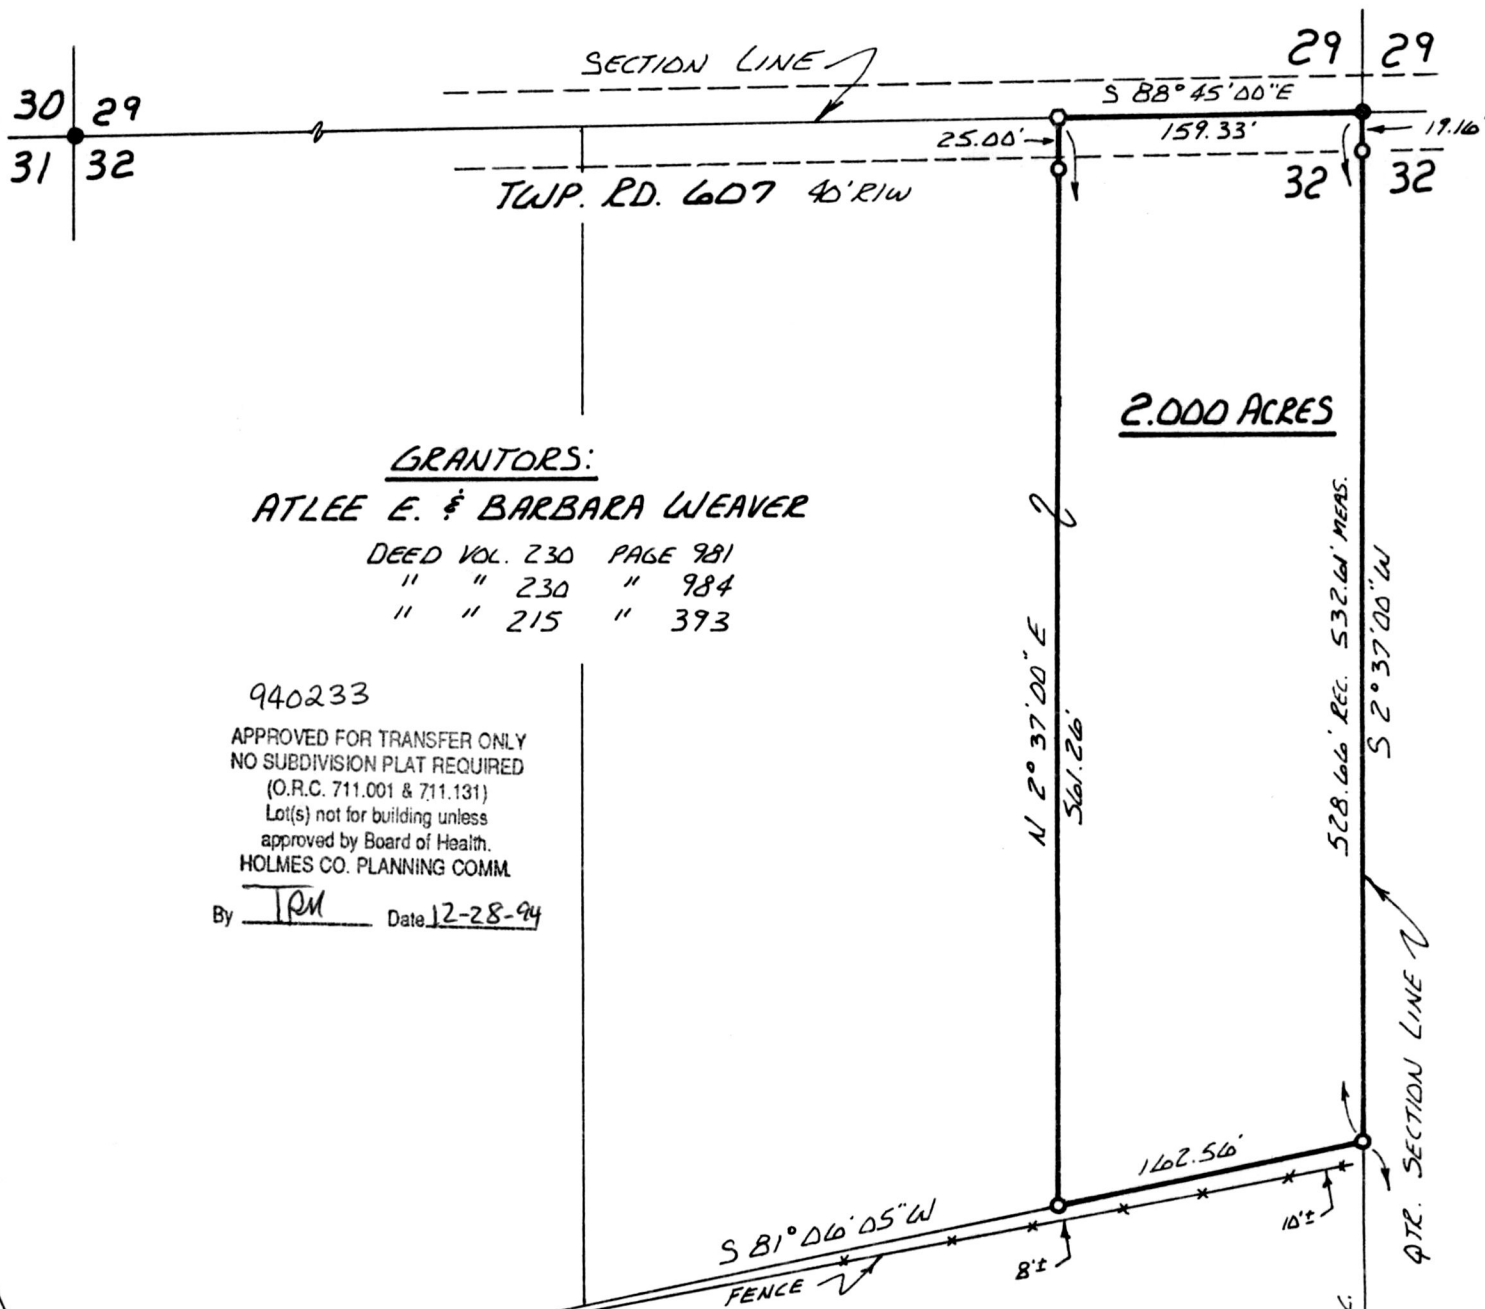 SECTION LINE
29 29
S 88° 45' 00" E
30 29
159.33'
25.00'
19.16'
31 32
32 32
TWP. RD. 607 40' R/W
2.000 ACRES
GRANTORS:
ATLEE E. & BARBARA WEAVER
DEED VOL. 230 PAGE 981
" " 230 " 984
" " 215 " 393
N 2° 37' 00" E
561.26'
528.66' REC. 532.61' MEAS.
S 2° 37' 00" W
940233
APPROVED FOR TRANSFER ONLY
NO SUBDIVISION PLAT REQUIRED
(O.R.C. 711.001 & 711.131)
Lot(s) not for building unless
approved by Board of Health.
HOLMES CO. PLANNING COMM.
By TRM Date 12-28-94
QTR. SECTION LINE
162.56'
S 81° 06' 05" W
10'±
8'±
FENCE